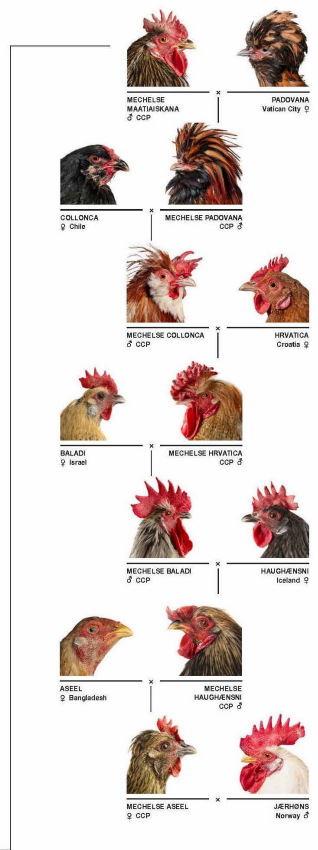 MECHELSE
MAATIAISKANA
♂ CCP
×
PADOVANA
Vatican City ♀
COLLONCA
♀ Chile
×
MECHELSE PADOVANA
CCP ♂
MECHELSE COLLONCA
♂ CCP
×
HRVATICA
Croatia ♀
BALADI
♀ Israel
×
MECHELSE HRVATICA
CCP ♂
MECHELSE BALADI
♂ CCP
×
HAUGHÆNSNI
Iceland ♀
ASEEL
♀ Bangladesh
×
MECHELSE
HAUGHÆNSNI
CCP ♂
MECHELSE ASEEL
♀ CCP
×
JÆRHØNS
Norway ♂